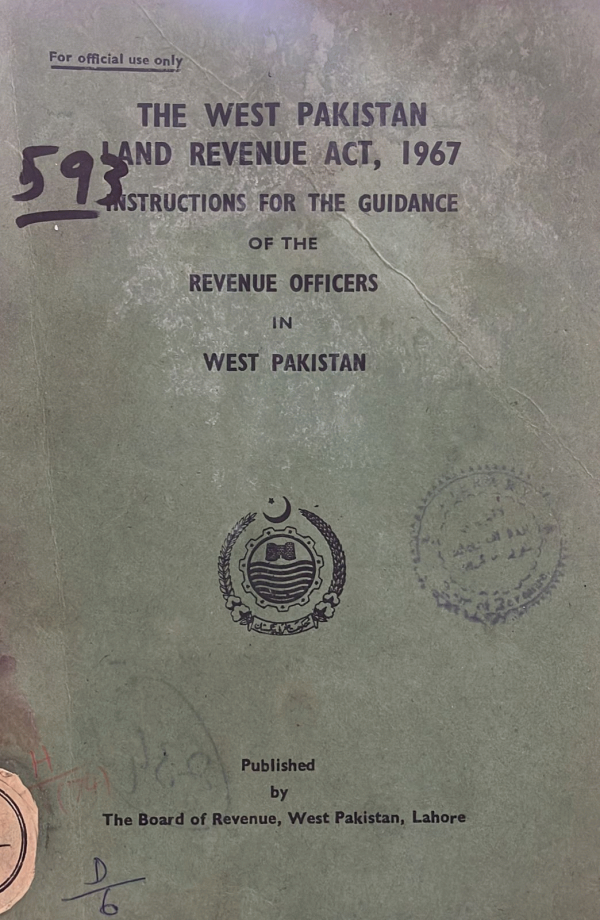 For official use only
THE WEST PAKISTAN
LAND REVENUE ACT, 1967
593
INSTRUCTIONS FOR THE GUIDANCE
OF THE
REVENUE OFFICERS
IN
WEST PAKISTAN
Published
by
The Board of Revenue, West Pakistan, Lahore
D/6